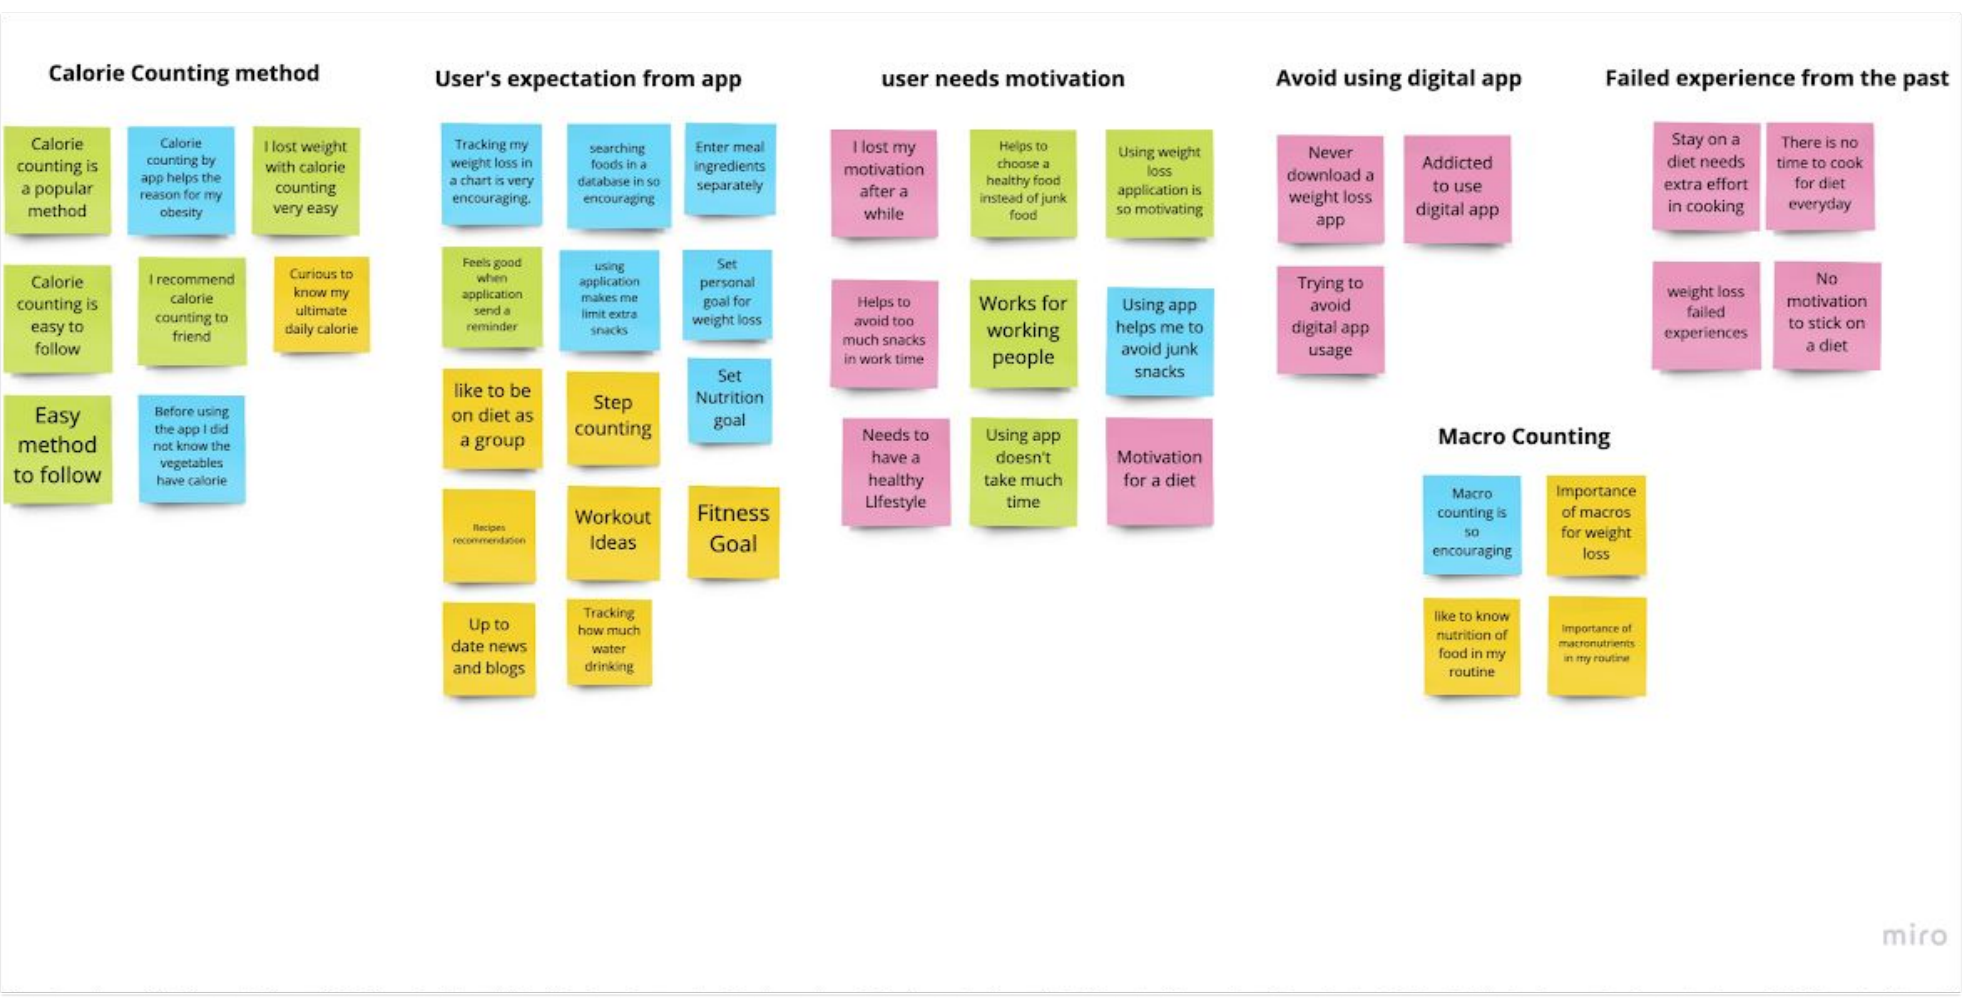 Calorie Counting method
Calorie
counting is
a popular
method
Calorie
counting by
app helps the
reason for my
obesity
I lost weight
with calorie
counting
very easy
Calorie
counting is
easy to
follow
I recommend
calorie
counting to
friend
Curious to
know my
ultimate
daily calorie
Easy
method
to follow
Before using
the app I did
not know the
vegetables
have calorie
User's expectation from app
Tracking my
weight loss in
a chart is very
encouraging.
searching
foods in a
database in so
encouraging
Enter meal
ingredients
separately
Feels good
when
application
send a
reminder
using
application
makes me
limit extra
snacks
Set
personal
goal for
weight loss
like to be
on diet as
a group
Step
counting
Set
Nutrition
goal
Recipes
recommendation
Workout
Ideas
Fitness
Goal
Up to
date news
and blogs
Tracking
how much
water
drinking
user needs motivation
I lost my
motivation
after a
while
Helps to
choose a
healthy food
instead of junk
food
Using weight
loss
application is
so motivating
Helps to
avoid too
much snacks
in work time
Works for
working
people
Using app
helps me to
avoid junk
snacks
Needs to
have a
healthy
LIfestyle
Using app
doesn't
take much
time
Motivation
for a diet
Avoid using digital app
Never
download a
weight loss
app
Addicted
to use
digital app
Trying to
avoid
digital app
usage
Failed experience from the past
Stay on a
diet needs
extra effort
in cooking
There is no
time to cook
for diet
everyday
weight loss
failed
experiences
No
motivation
to stick on
a diet
Macro Counting
Macro
counting is
so
encouraging
Importance
of macros
for weight
loss
like to know
nutrition of
food in my
routine
Importance of
macronutrients
in my routine
miro